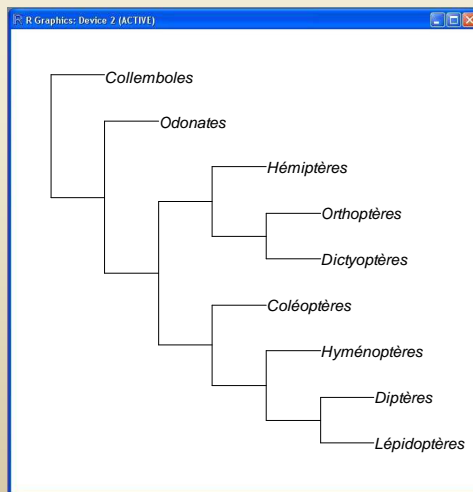 R Graphics: Device 2 (ACTIVE)
Collemboles
Odonates
Hémiptères
Orthoptères
Dictyoptères
Coléoptères
Hyménoptères
Diptères
Lépidoptères